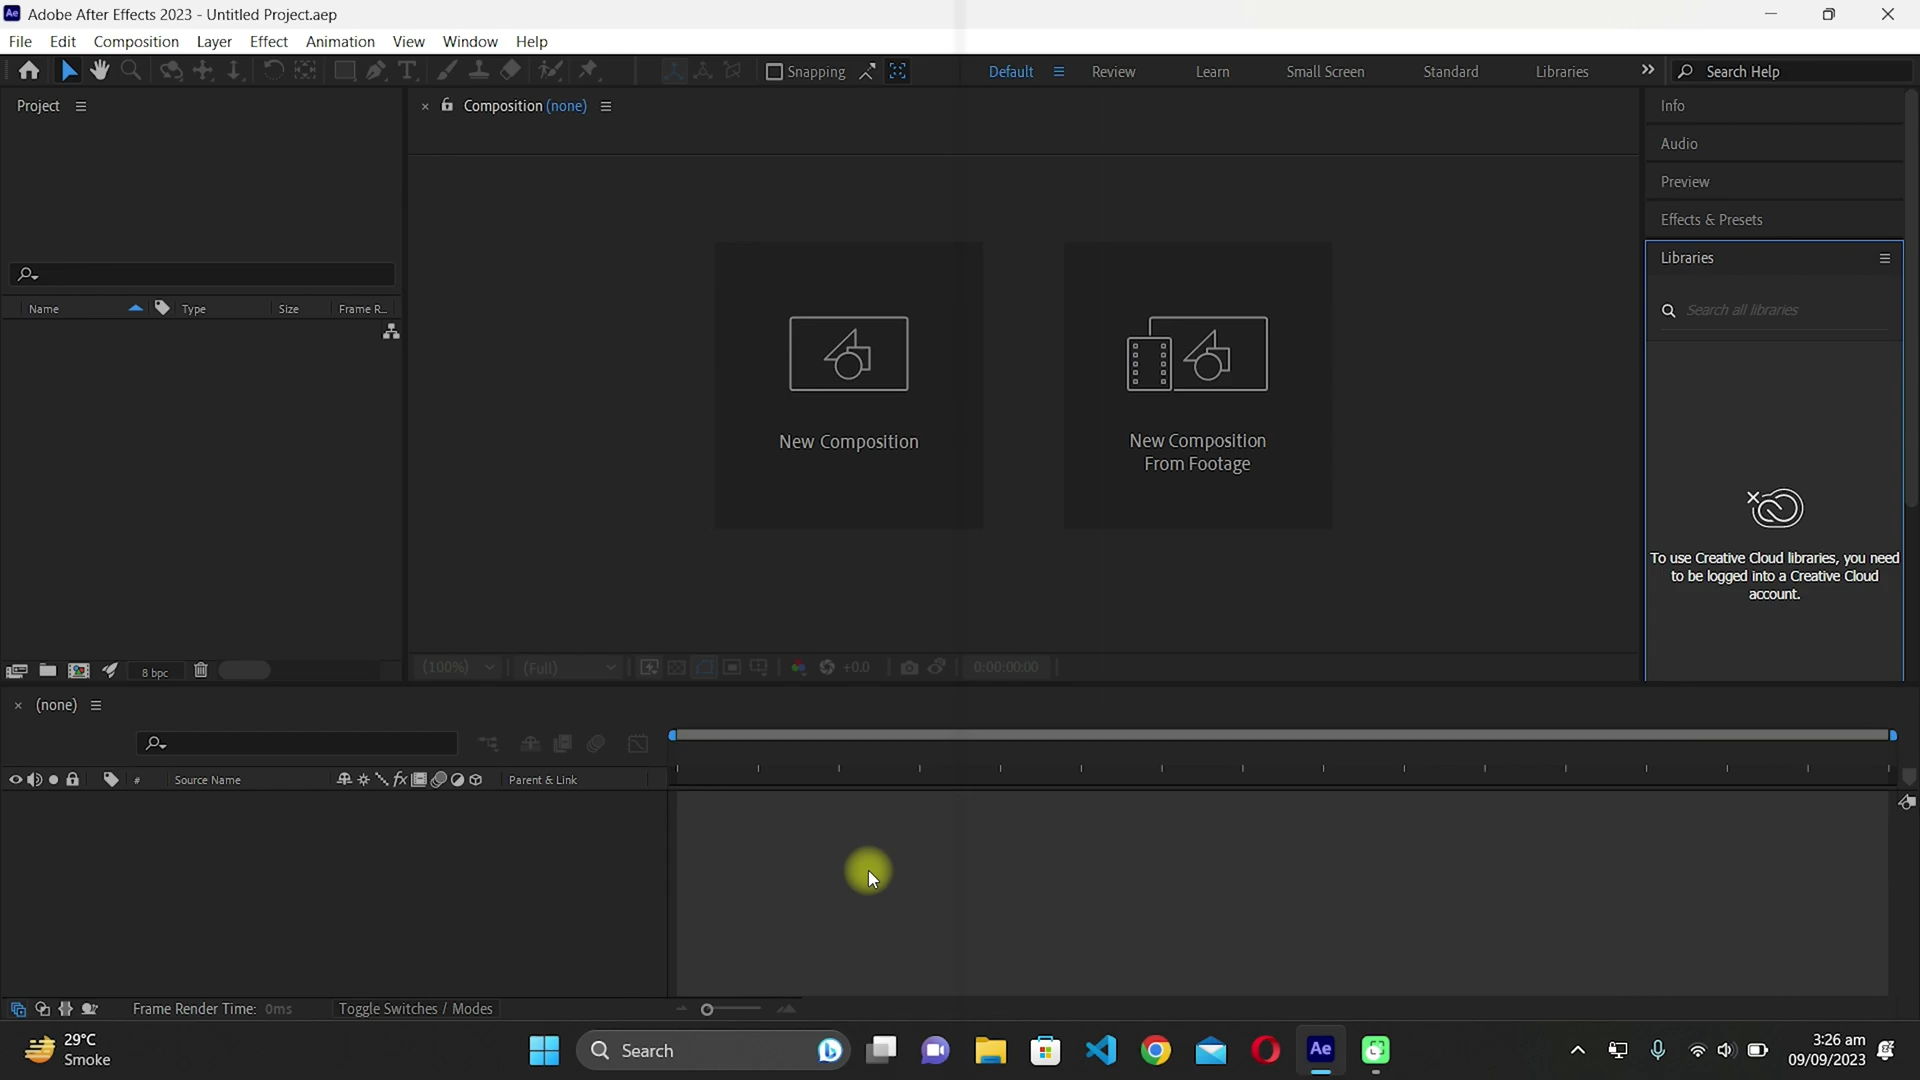 Ae Adobe After Effects 2023 - Untitled Project.aep
File Edit Composition Layer Effect Animation View Window Help
Snapping Default Review Learn Small Screen Standard Libraries Search Help
Project
Composition (none)
Info
Audio
Preview
Effects & Presets
Libraries
Search all libraries
Name Type Size Frame R...
New Composition
New Composition
From Footage
To use Creative Cloud libraries, you need
to be logged into a Creative Cloud
account.
8 bpc
(100%) (Full) +0.0 0:00:00:00
(none)
# Source Name fx Parent & Link
Frame Render Time: 0ms Toggle Switches / Modes
29°C
Smoke
Search
Ae
3:26 am
09/09/2023